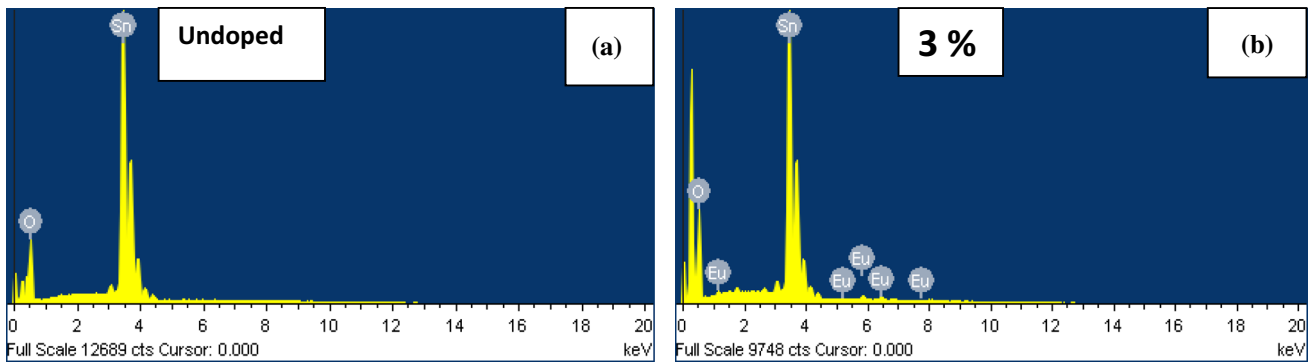 Sn
Undoped
(a)
O
0 2 4 6 8 10 12 14 16 18 20
Full Scale 12689 cts Cursor: 0.000 keV
Sn
3 %
(b)
O
Eu
Eu
Eu
Eu
Eu
0 2 4 6 8 10 12 14 16 18 20
Full Scale 9748 cts Cursor: 0.000 keV